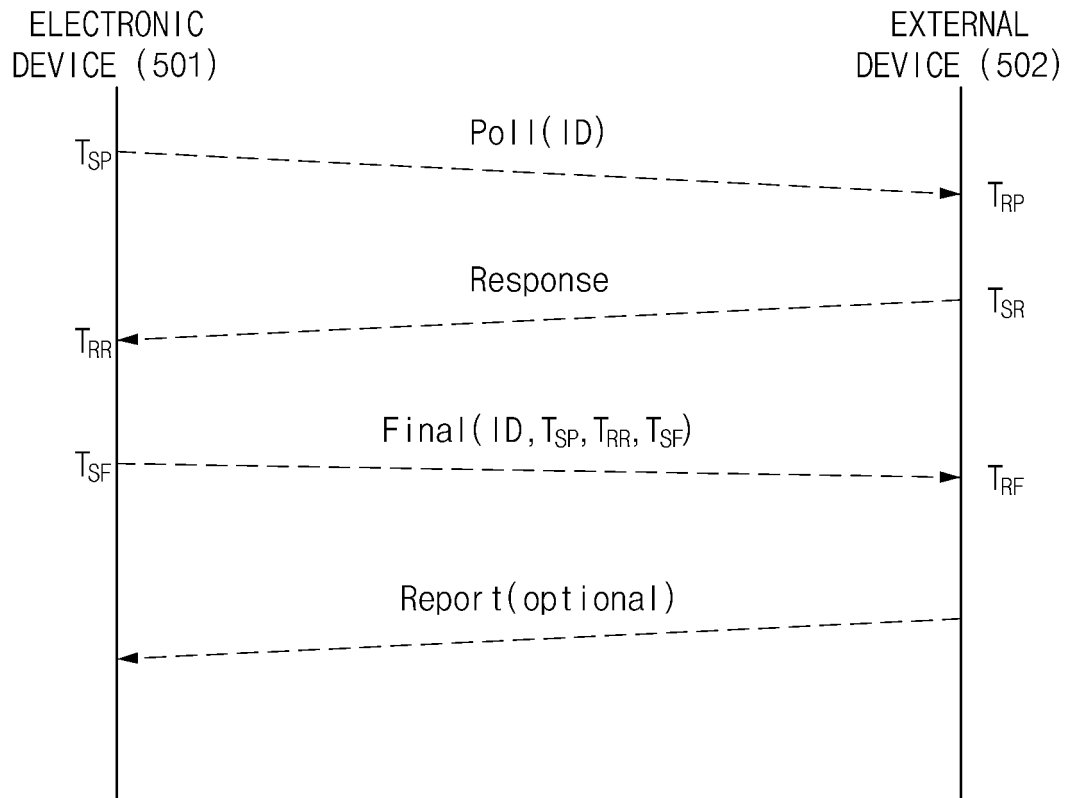 ELECTRONIC
DEVICE (501)
EXTERNAL
DEVICE (502)
Poll(ID)
TSP
TRP
Response
TSR
TRR
Final(ID,TSP,TRR,TSF)
TSF
TRF
Report(optional)